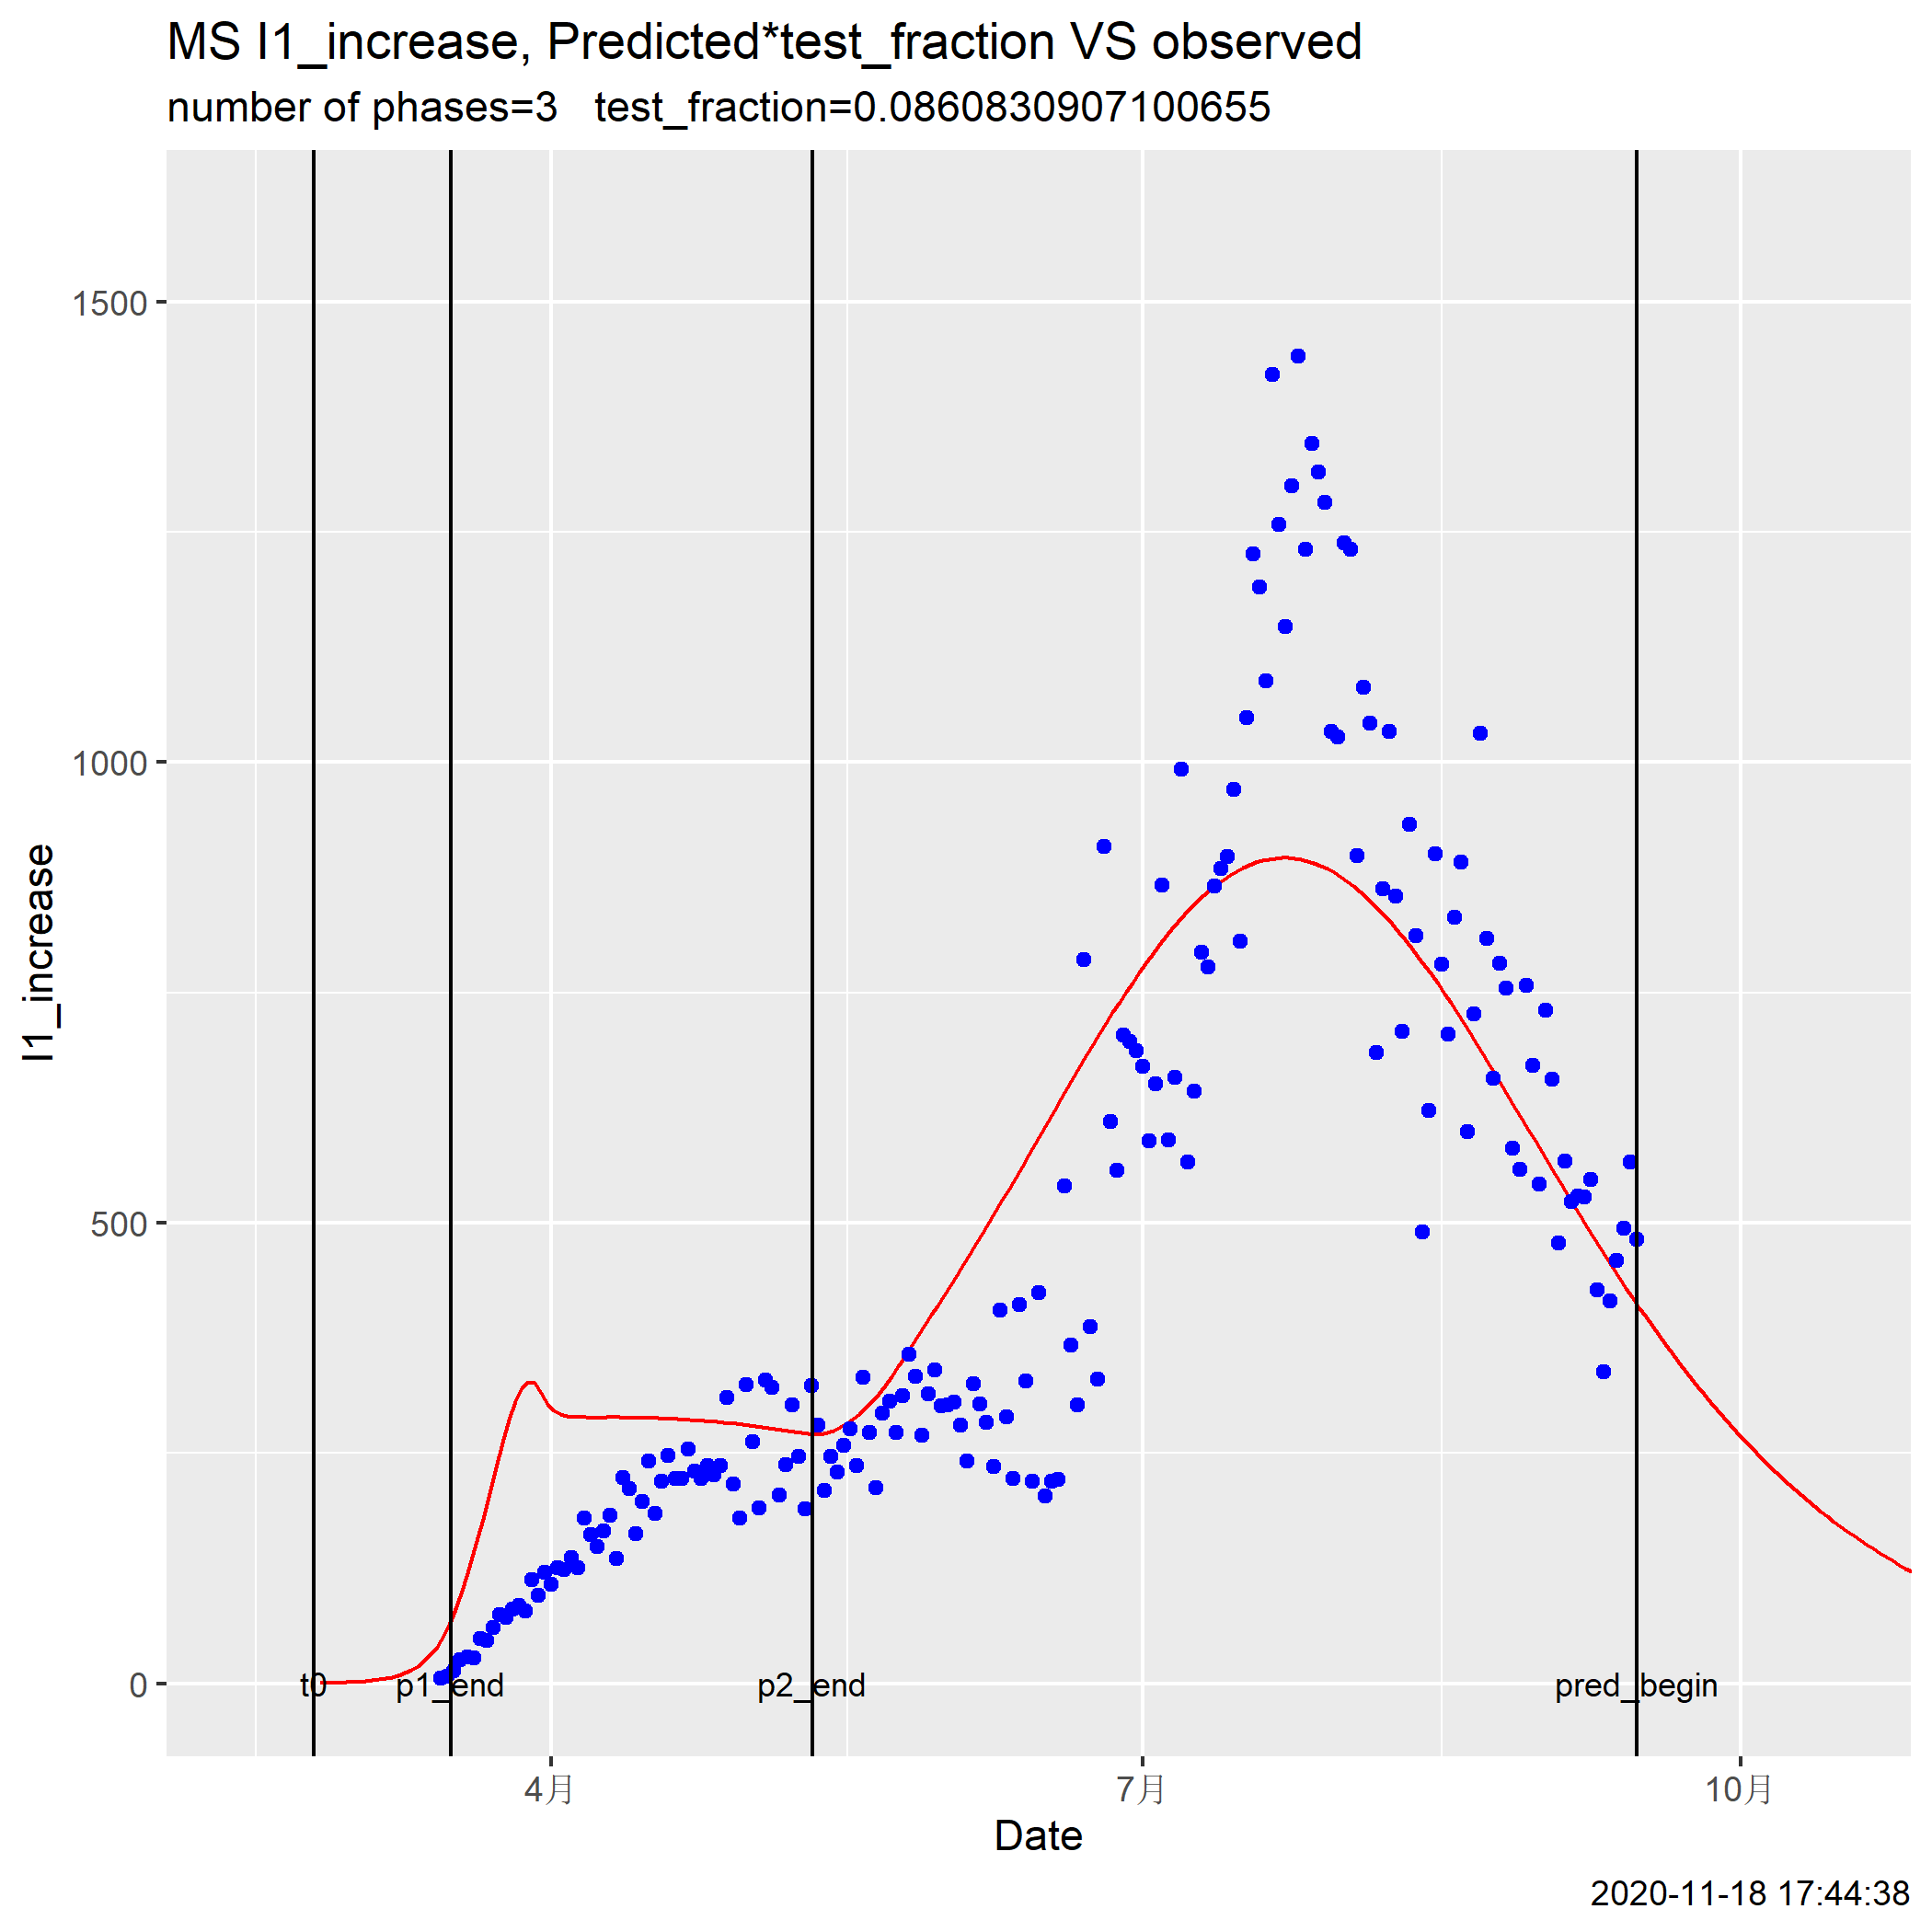 MS I1_increase, Predicted*test_fraction VS observed
number of phases=3   test_fraction=0.0860830907100655
I1_increase
1500
1000
500
0
t0
p1_end
p2_end
pred_begin
4月
7月
10月
Date
2020-11-18 17:44:38